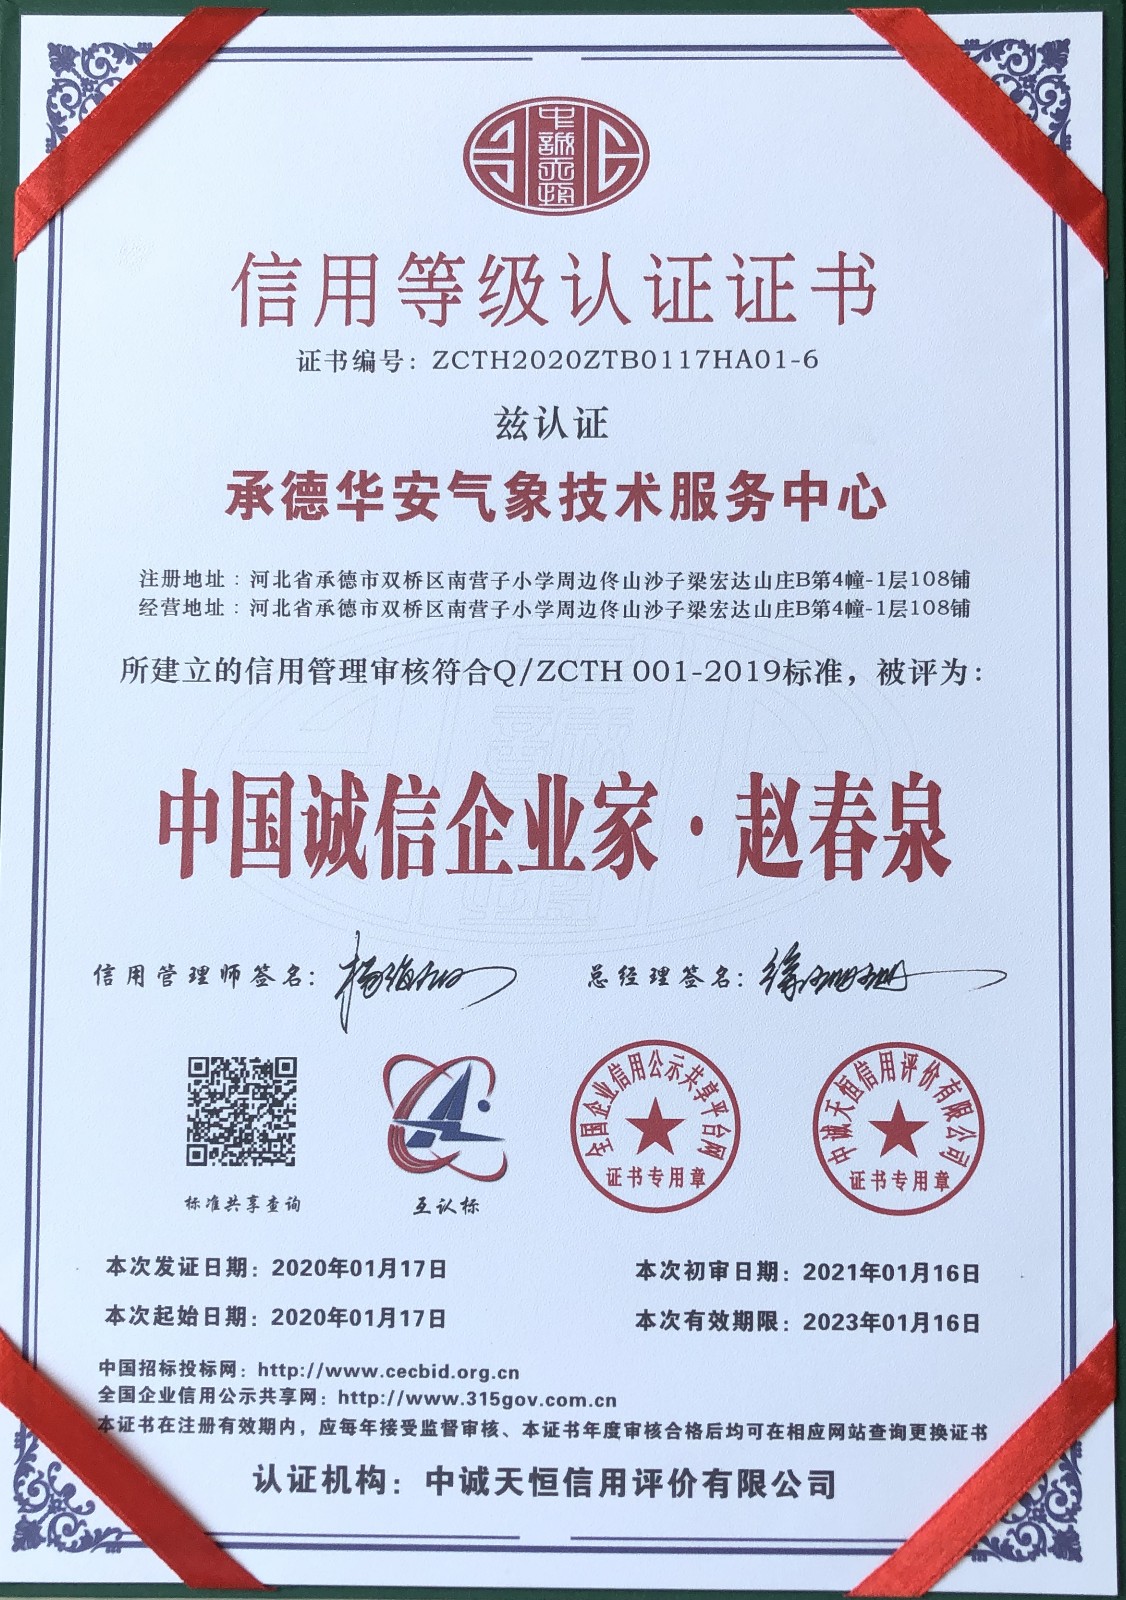 中誠天恒
信用等级认证证书
证书编号：ZCTH2020ZTB0117HA01-6
兹认证
承德华安气象技术服务中心
注册地址：河北省承德市双桥区南营子小学周边佟山沙子梁宏达山庄B第4幢-1层108铺
经营地址：河北省承德市双桥区南营子小学周边佟山沙子梁宏达山庄B第4幢-1层108铺
所建立的信用管理审核符合Q/ZCTH 001-2019标准，被评为：
中国诚信企业家·赵春泉
信用管理师签名：
总经理签名：
标准共享查询
互认标
全国企业信用公示共享平台网
证书专用章
中诚天恒信用评价有限公司
证书专用章
本次发证日期：2020年01月17日
本次初审日期：2021年01月16日
本次起始日期：2020年01月17日
本次有效期限：2023年01月16日
中国招标投标网：http://www.cecbid.org.cn
全国企业信用公示共享网：http://www.315gov.com.cn
本证书在注册有效期内，应每年接受监督审核、本证书年度审核合格后均可在相应网站查询更换证书
认证机构：中诚天恒信用评价有限公司